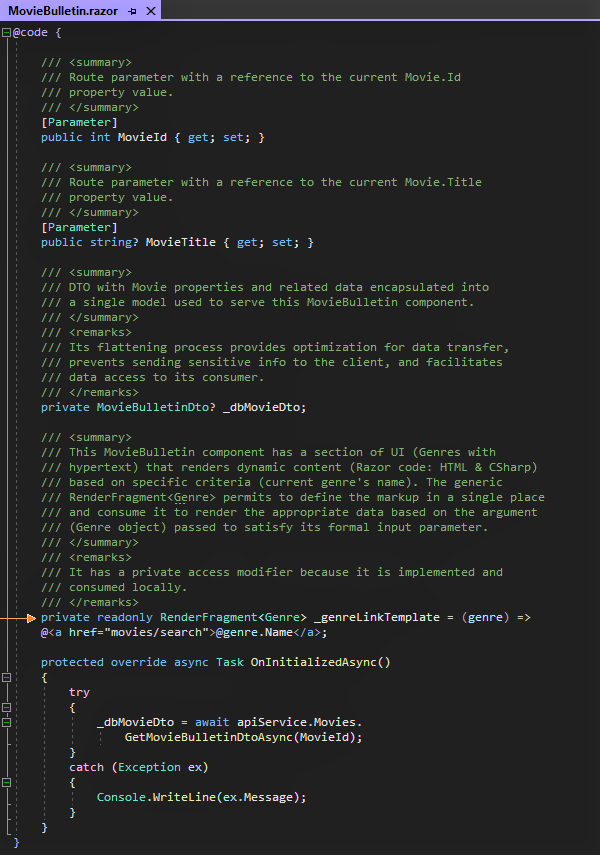 MovieBulletin.razor
@code {
/// <summary>
/// Route parameter with a reference to the current Movie.Id
/// property value.
/// </summary>
[Parameter]
public int MovieId { get; set; }
/// <summary>
/// Route parameter with a reference to the current Movie.Title
/// property value.
/// </summary>
[Parameter]
public string? MovieTitle { get; set; }
/// <summary>
/// DTO with Movie properties and related data encapsulated into
/// a single model used to serve this MovieBulletin component.
/// </summary>
/// <remarks>
/// Its flattening process provides optimization for data transfer,
/// prevents sending sensitive info to the client, and facilitates
/// data access to its consumer.
/// </remarks>
private MovieBulletinDto? _dbMovieDto;
/// <summary>
/// This MovieBulletin component has a section of UI (Genres with
/// hypertext) that renders dynamic content (Razor code: HTML & CSharp)
/// based on specific criteria (current genre's name). The generic
/// RenderFragment<Genre> permits to define the markup in a single place
/// and consume it to render the appropriate data based on the argument
/// (Genre object) passed to satisfy its formal input parameter.
/// </summary>
/// <remarks>
/// It has a private access modifier because it is implemented and
/// consumed locally.
/// </remarks>
private readonly RenderFragment<Genre> _genreLinkTemplate = (genre) =>
@<a href="movies/search">@genre.Name</a>;
protected override async Task OnInitializedAsync()
{
try
{
_dbMovieDto = await apiService.Movies.
GetMovieBulletinDtoAsync(MovieId);
}
catch (Exception ex)
{
Console.WriteLine(ex.Message);
}
}
}